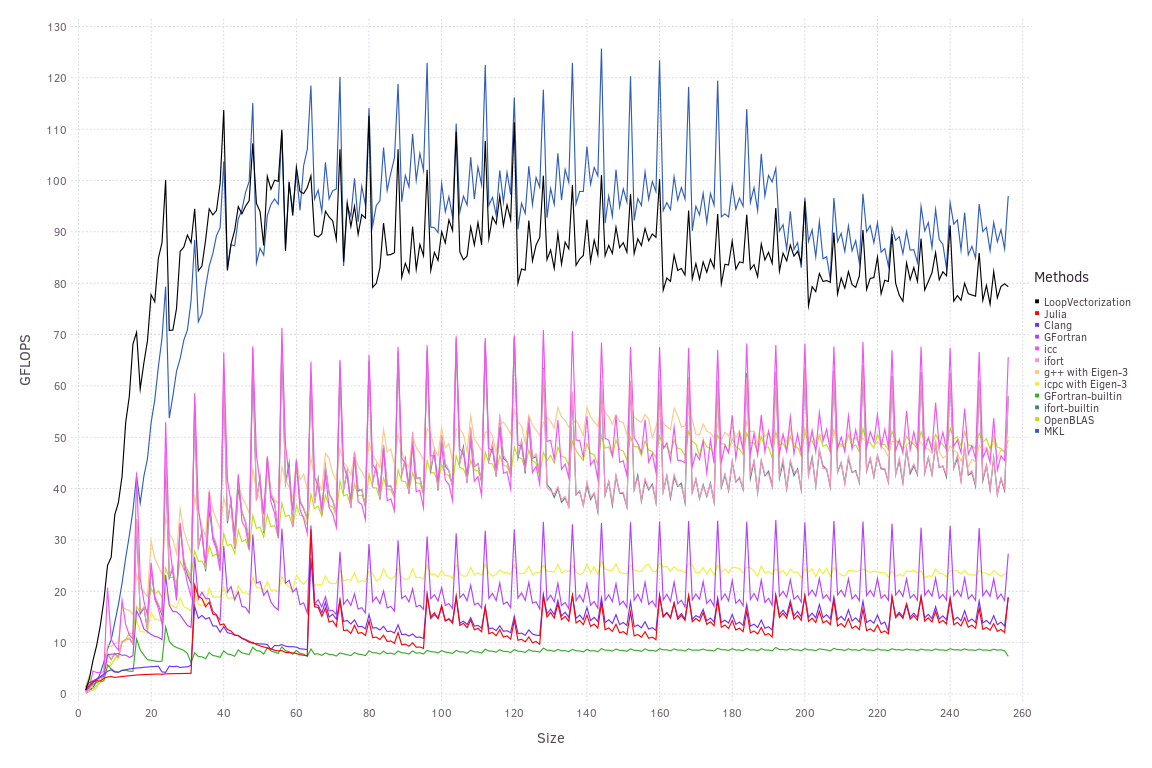 130
120
110
100
90
80
70
60
50
40
30
20
10
0
GFLOPS
0 20 40 60 80 100 120 140 160 180 200 220 240 260
Size
Methods
LoopVectorization
Julia
Clang
GFortran
icc
ifort
g++ with Eigen-3
icpc with Eigen-3
GFortran-builtin
ifort-builtin
OpenBLAS
MKL